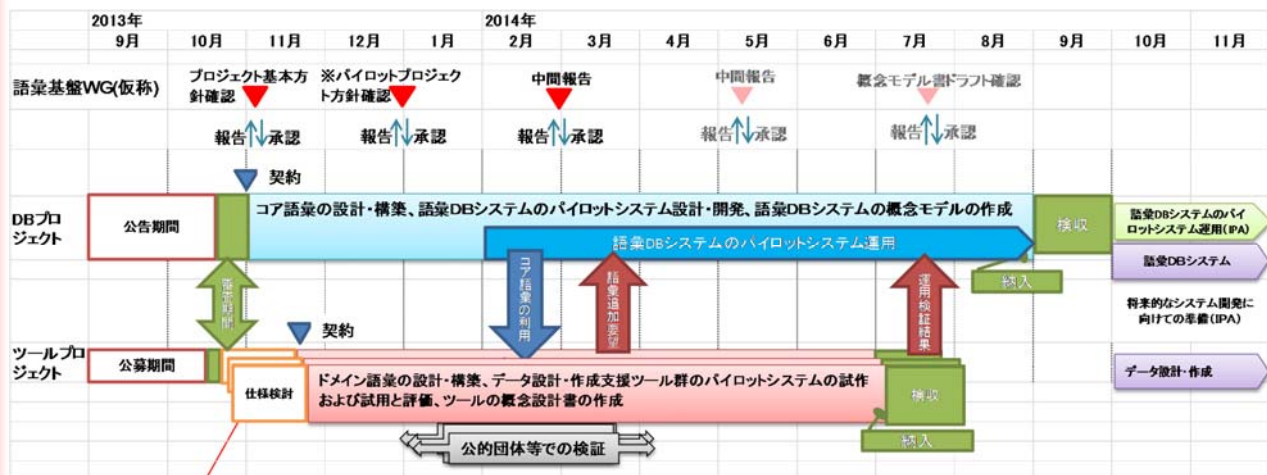 2013年
2014年
9月
10月
11月
12月
1月
2月
3月
4月
5月
6月
7月
8月
9月
10月
11月
語彙基盤WG(仮称)
プロジェクト基本方
針確認
※パイロットプロジェク
ト方針確認
中間報告
中間報告
概念モデル書ドラフト確認
報告
承認
報告
承認
報告
承認
報告
承認
報告
承認
契約
DBプロ
ジェクト
公告期間
コア語彙の設計・構築、語彙DBシステムのパイロットシステム設計・開発、語彙DBシステムの概念モデルの作成
語彙DBシステムのパイロットシステム運用
検収
語彙DBシステムのパイ
ロットシステム運用(IPA)
語彙DBシステム
納入
審査期間
コア語彙の利用
語彙追加要望
運用検証結果
将来的なシステム開発に
向けての準備(IPA)
契約
ツールプロ
ジェクト
公募期間
仕様検討
ドメイン語彙の設計・構築、データ設計・作成支援ツール群のパイロットシステムの試作
および試用と評価、ツールの概念設計書の作成
検収
データ設計・作成
納入
公的団体等での検証